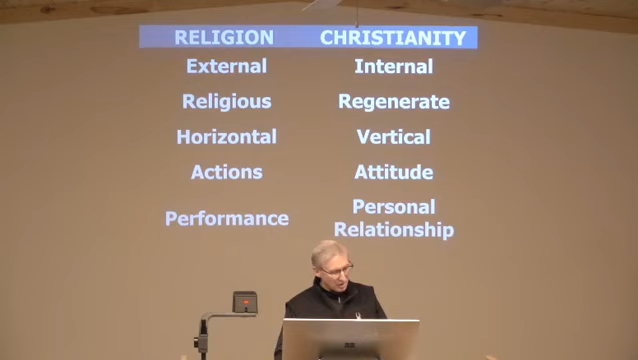 RELIGION CHRISTIANITY
External Internal
Religious Regenerate
Horizontal Vertical
Actions Attitude
Performance Personal
Relationship